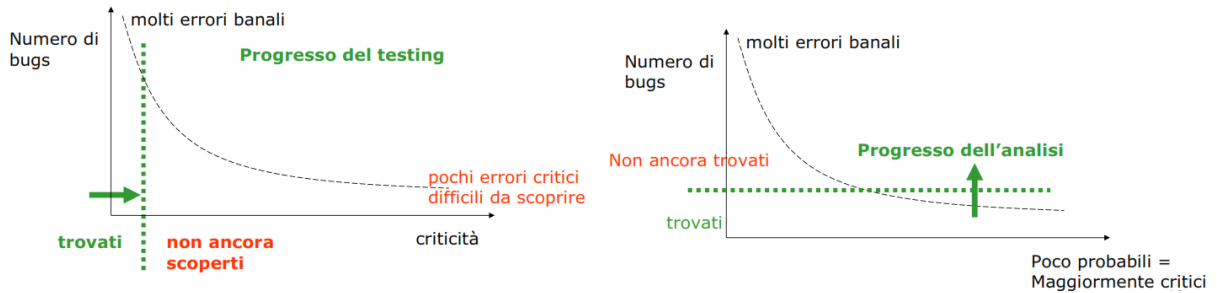 molti errori banali
Numero di
bugs
Progresso del testing
pochi errori critici
difficili da scoprire
trovati
non ancora
scoperti
criticità
molti errori banali
Numero di
bugs
Non ancora trovati
Progresso dell'analisi
trovati
Poco probabili =
Maggiormente critici